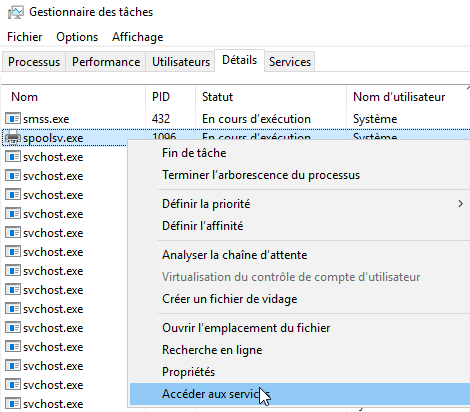 Gestionnaire des tâches
Fichier Options Affichage
Processus Performance Utilisateurs Détails Services
Nom PID Statut Nom d'utilisateur
smss.exe 432 En cours d'exécution Système
spoolsv.exe 1096 En cours d'exécution Système
svchost.exe
Fin de tâche
svchost.exe
Terminer l'arborescence du processus
svchost.exe
Définir la priorité
svchost.exe
Définir l'affinité
svchost.exe
Analyser la chaîne d'attente
svchost.exe
Virtualisation du contrôle de compte d'utilisateur
svchost.exe
Créer un fichier de vidage
svchost.exe
Ouvrir l'emplacement du fichier
svchost.exe
Recherche en ligne
svchost.exe
Propriétés
svchost.exe
Accéder aux services
svchost.exe
svchost.exe
svchost.exe